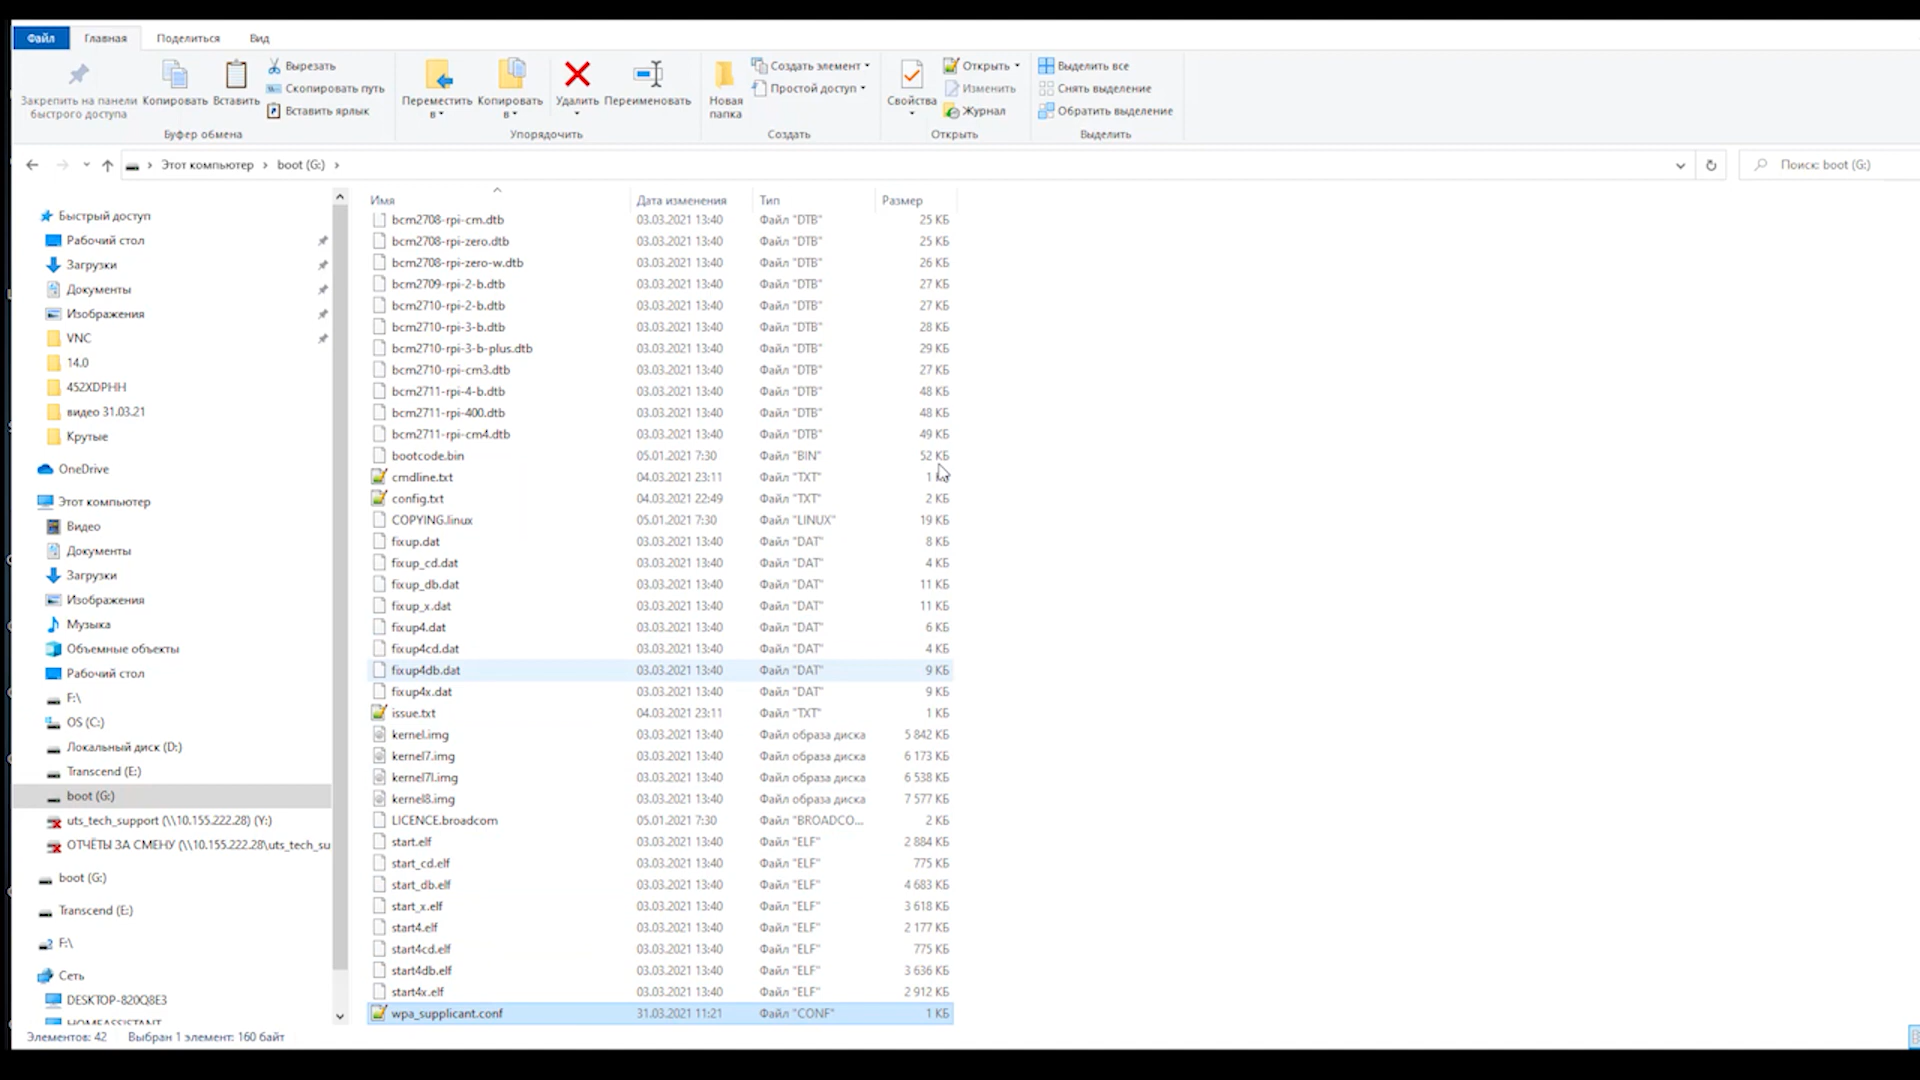 Файл Главная Поделиться Вид
Закрепить на панели быстрого доступа
Копировать
Вставить
Вырезать
Скопировать путь
Вставить ярлык
Буфер обмена
Переместить в
Копировать в
Удалить
Переименовать
Упорядочить
Новая папка
Создать элемент
Простой доступ
Создать
Свойства
Открыть
Изменить
Журнал
Открыть
Выделить все
Снять выделение
Обратить выделение
Выделить
Этот компьютер › boot (G:) ›
Поиск: boot (G:)
Быстрый доступ
Рабочий стол
Загрузки
Документы
Изображения
VNC
14.0
452XDPHH
видео 31.03.21
Крутые
OneDrive
Этот компьютер
Видео
Документы
Загрузки
Изображения
Музыка
Объемные объекты
Рабочий стол
F:\
OS (C:)
Локальный диск (D:)
Transcend (E:)
boot (G:)
uts_tech_support (\\10.155.222.28) (Y:)
ОТЧЁТЫ ЗА СМЕНУ (\\10.155.222.28\uts_tech_su
boot (G:)
Transcend (E:)
F:\
Сеть
DESKTOP-820Q8E3
HOMEASSISTANT
Имя Дата изменения Тип Размер
bcm2708-rpi-cm.dtb 03.03.2021 13:40 Файл "DTB" 25 КБ
bcm2708-rpi-zero.dtb 03.03.2021 13:40 Файл "DTB" 25 КБ
bcm2708-rpi-zero-w.dtb 03.03.2021 13:40 Файл "DTB" 26 КБ
bcm2709-rpi-2-b.dtb 03.03.2021 13:40 Файл "DTB" 27 КБ
bcm2710-rpi-2-b.dtb 03.03.2021 13:40 Файл "DTB" 27 КБ
bcm2710-rpi-3-b.dtb 03.03.2021 13:40 Файл "DTB" 28 КБ
bcm2710-rpi-3-b-plus.dtb 03.03.2021 13:40 Файл "DTB" 29 КБ
bcm2710-rpi-cm3.dtb 03.03.2021 13:40 Файл "DTB" 27 КБ
bcm2711-rpi-4-b.dtb 03.03.2021 13:40 Файл "DTB" 48 КБ
bcm2711-rpi-400.dtb 03.03.2021 13:40 Файл "DTB" 48 КБ
bcm2711-rpi-cm4.dtb 03.03.2021 13:40 Файл "DTB" 49 КБ
bootcode.bin 05.01.2021 7:30 Файл "BIN" 52 КБ
cmdline.txt 04.03.2021 23:11 Файл "TXT" 1
config.txt 04.03.2021 22:49 Файл "TXT" 2 КБ
COPYING.linux 05.01.2021 7:30 Файл "LINUX" 19 КБ
fixup.dat 03.03.2021 13:40 Файл "DAT" 8 КБ
fixup_cd.dat 03.03.2021 13:40 Файл "DAT" 4 КБ
fixup_db.dat 03.03.2021 13:40 Файл "DAT" 11 КБ
fixup_x.dat 03.03.2021 13:40 Файл "DAT" 11 КБ
fixup4.dat 03.03.2021 13:40 Файл "DAT" 6 КБ
fixup4cd.dat 03.03.2021 13:40 Файл "DAT" 4 КБ
fixup4db.dat 03.03.2021 13:40 Файл "DAT" 9 КБ
fixup4x.dat 03.03.2021 13:40 Файл "DAT" 9 КБ
issue.txt 04.03.2021 23:11 Файл "TXT" 1 КБ
kernel.img 03.03.2021 13:40 Файл образа диска 5 842 КБ
kernel7.img 03.03.2021 13:40 Файл образа диска 6 173 КБ
kernel7l.img 03.03.2021 13:40 Файл образа диска 6 538 КБ
kernel8.img 03.03.2021 13:40 Файл образа диска 7 577 КБ
LICENCE.broadcom 05.01.2021 7:30 Файл "BROADCO... 2 КБ
start.elf 03.03.2021 13:40 Файл "ELF" 2 884 КБ
start_cd.elf 03.03.2021 13:40 Файл "ELF" 775 КБ
start_db.elf 03.03.2021 13:40 Файл "ELF" 4 683 КБ
start_x.elf 03.03.2021 13:40 Файл "ELF" 3 618 КБ
start4.elf 03.03.2021 13:40 Файл "ELF" 2 177 КБ
start4cd.elf 03.03.2021 13:40 Файл "ELF" 775 КБ
start4db.elf 03.03.2021 13:40 Файл "ELF" 3 636 КБ
start4x.elf 03.03.2021 13:40 Файл "ELF" 2 912 КБ
wpa_supplicant.conf 31.03.2021 11:21 Файл "CONF" 1 КБ
Элементов: 42 Выбран 1 элемент: 160 байт